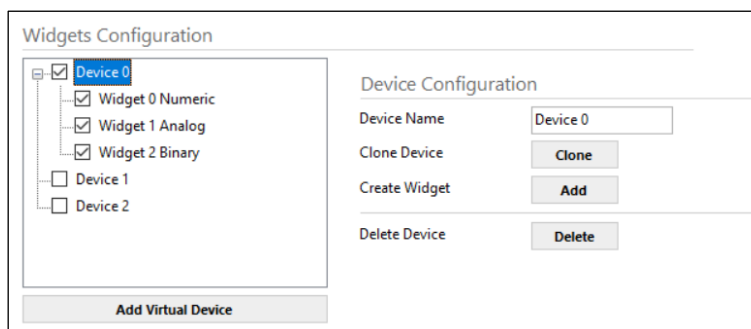 Widgets Configuration
Device 0
Widget 0 Numeric
Widget 1 Analog
Widget 2 Binary
Device 1
Device 2
Add Virtual Device
Device Configuration
Device Name Device 0
Clone Device Clone
Create Widget Add
Delete Device Delete